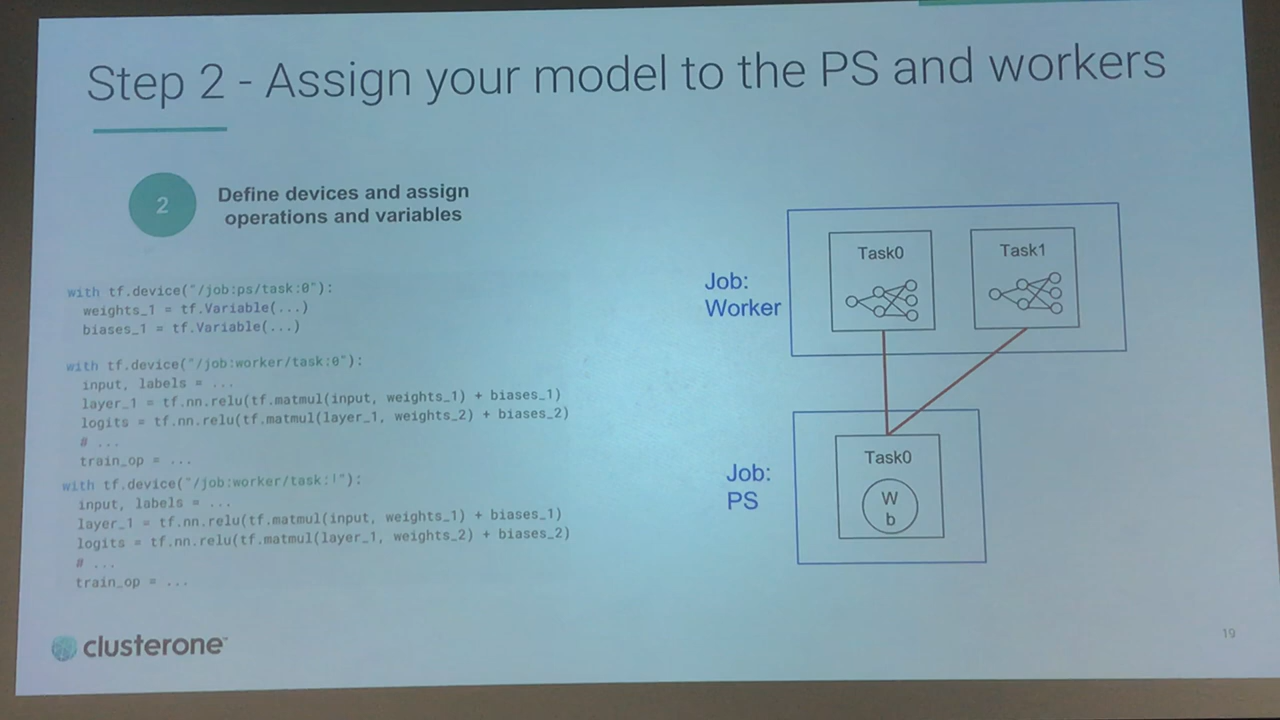 Step 2 - Assign your model to the PS and workers
2
Define devices and assign
operations and variables
with tf.device("/job:ps/task:0"):
weights_1 = tf.Variable(...)
biases_1 = tf.Variable(...)
with tf.device("/job:worker/task:0"):
input, labels = ...
layer_1 = tf.nn.relu(tf.matmul(input, weights_1) + biases_1)
logits = tf.nn.relu(tf.matmul(layer_1, weights_2) + biases_2)
# ...
train_op = ...
with tf.device("/job:worker/task:!"):
input, labels = ...
layer_1 = tf.nn.relu(tf.matmul(input, weights_1) + biases_1)
logits = tf.nn.relu(tf.matmul(layer_1, weights_2) + biases_2)
# ...
train_op = ...
Job:
Worker
Task0
Task1
Job:
PS
Task0
W
b
clusterone™
19